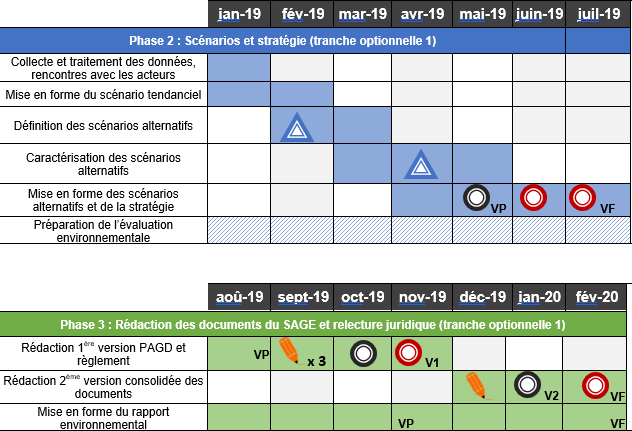 jan-19 fév-19 mar-19 avr-19 mai-19 juin-19 juil-19
Phase 2 : Scénarios et stratégie (tranche optionnelle 1)
Collecte et traitement des données,
rencontres avec les acteurs
Mise en forme du scénario tendanciel
Définition des scénarios alternatifs
Caractérisation des scénarios
alternatifs
Mise en forme des scénarios
alternatifs et de la stratégie
VP VF
Préparation de l'évaluation
environnementale
aoû-19 sept-19 oct-19 nov-19 déc-19 jan-20 fév-20
Phase 3 : Rédaction des documents du SAGE et relecture juridique (tranche optionnelle 1)
Rédaction 1ère version PAGD et
règlement
VP x 3 V1
Rédaction 2ème version consolidée des
documents
V2 VF
Mise en forme du rapport
environnemental
VP VF